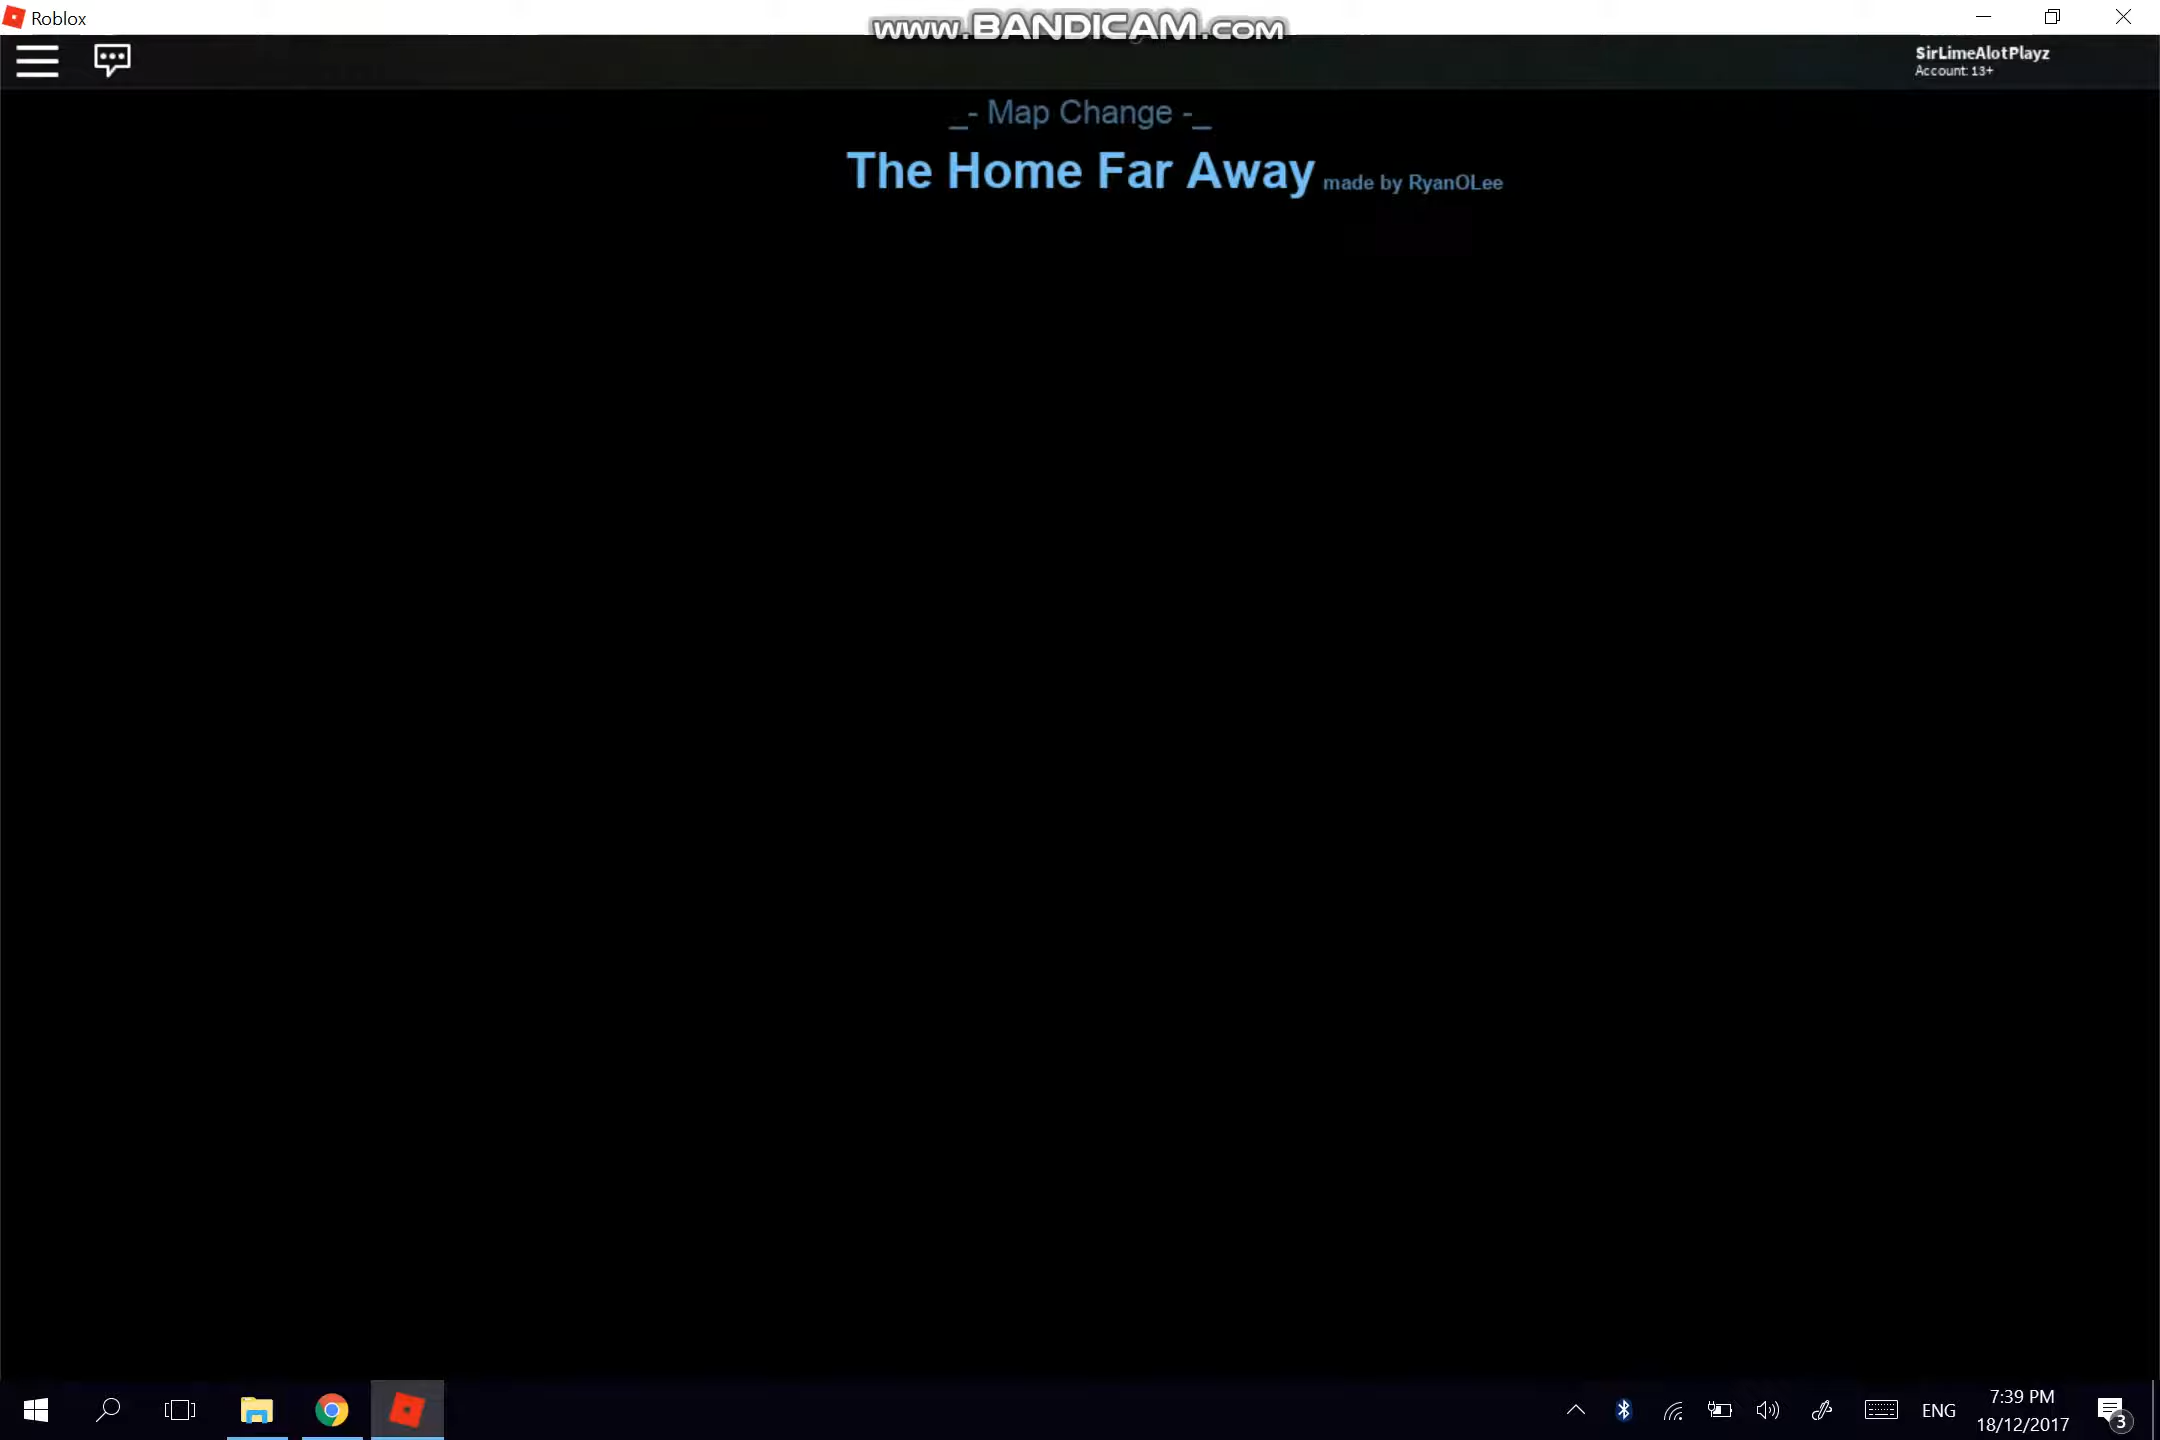 Roblox
www.BANDICAM.com
SirLimeAlotPlayz
Account: 13+
_- Map Change -_
The Home Far Away made by RyanOLee
ENG
7:39 PM
18/12/2017
3